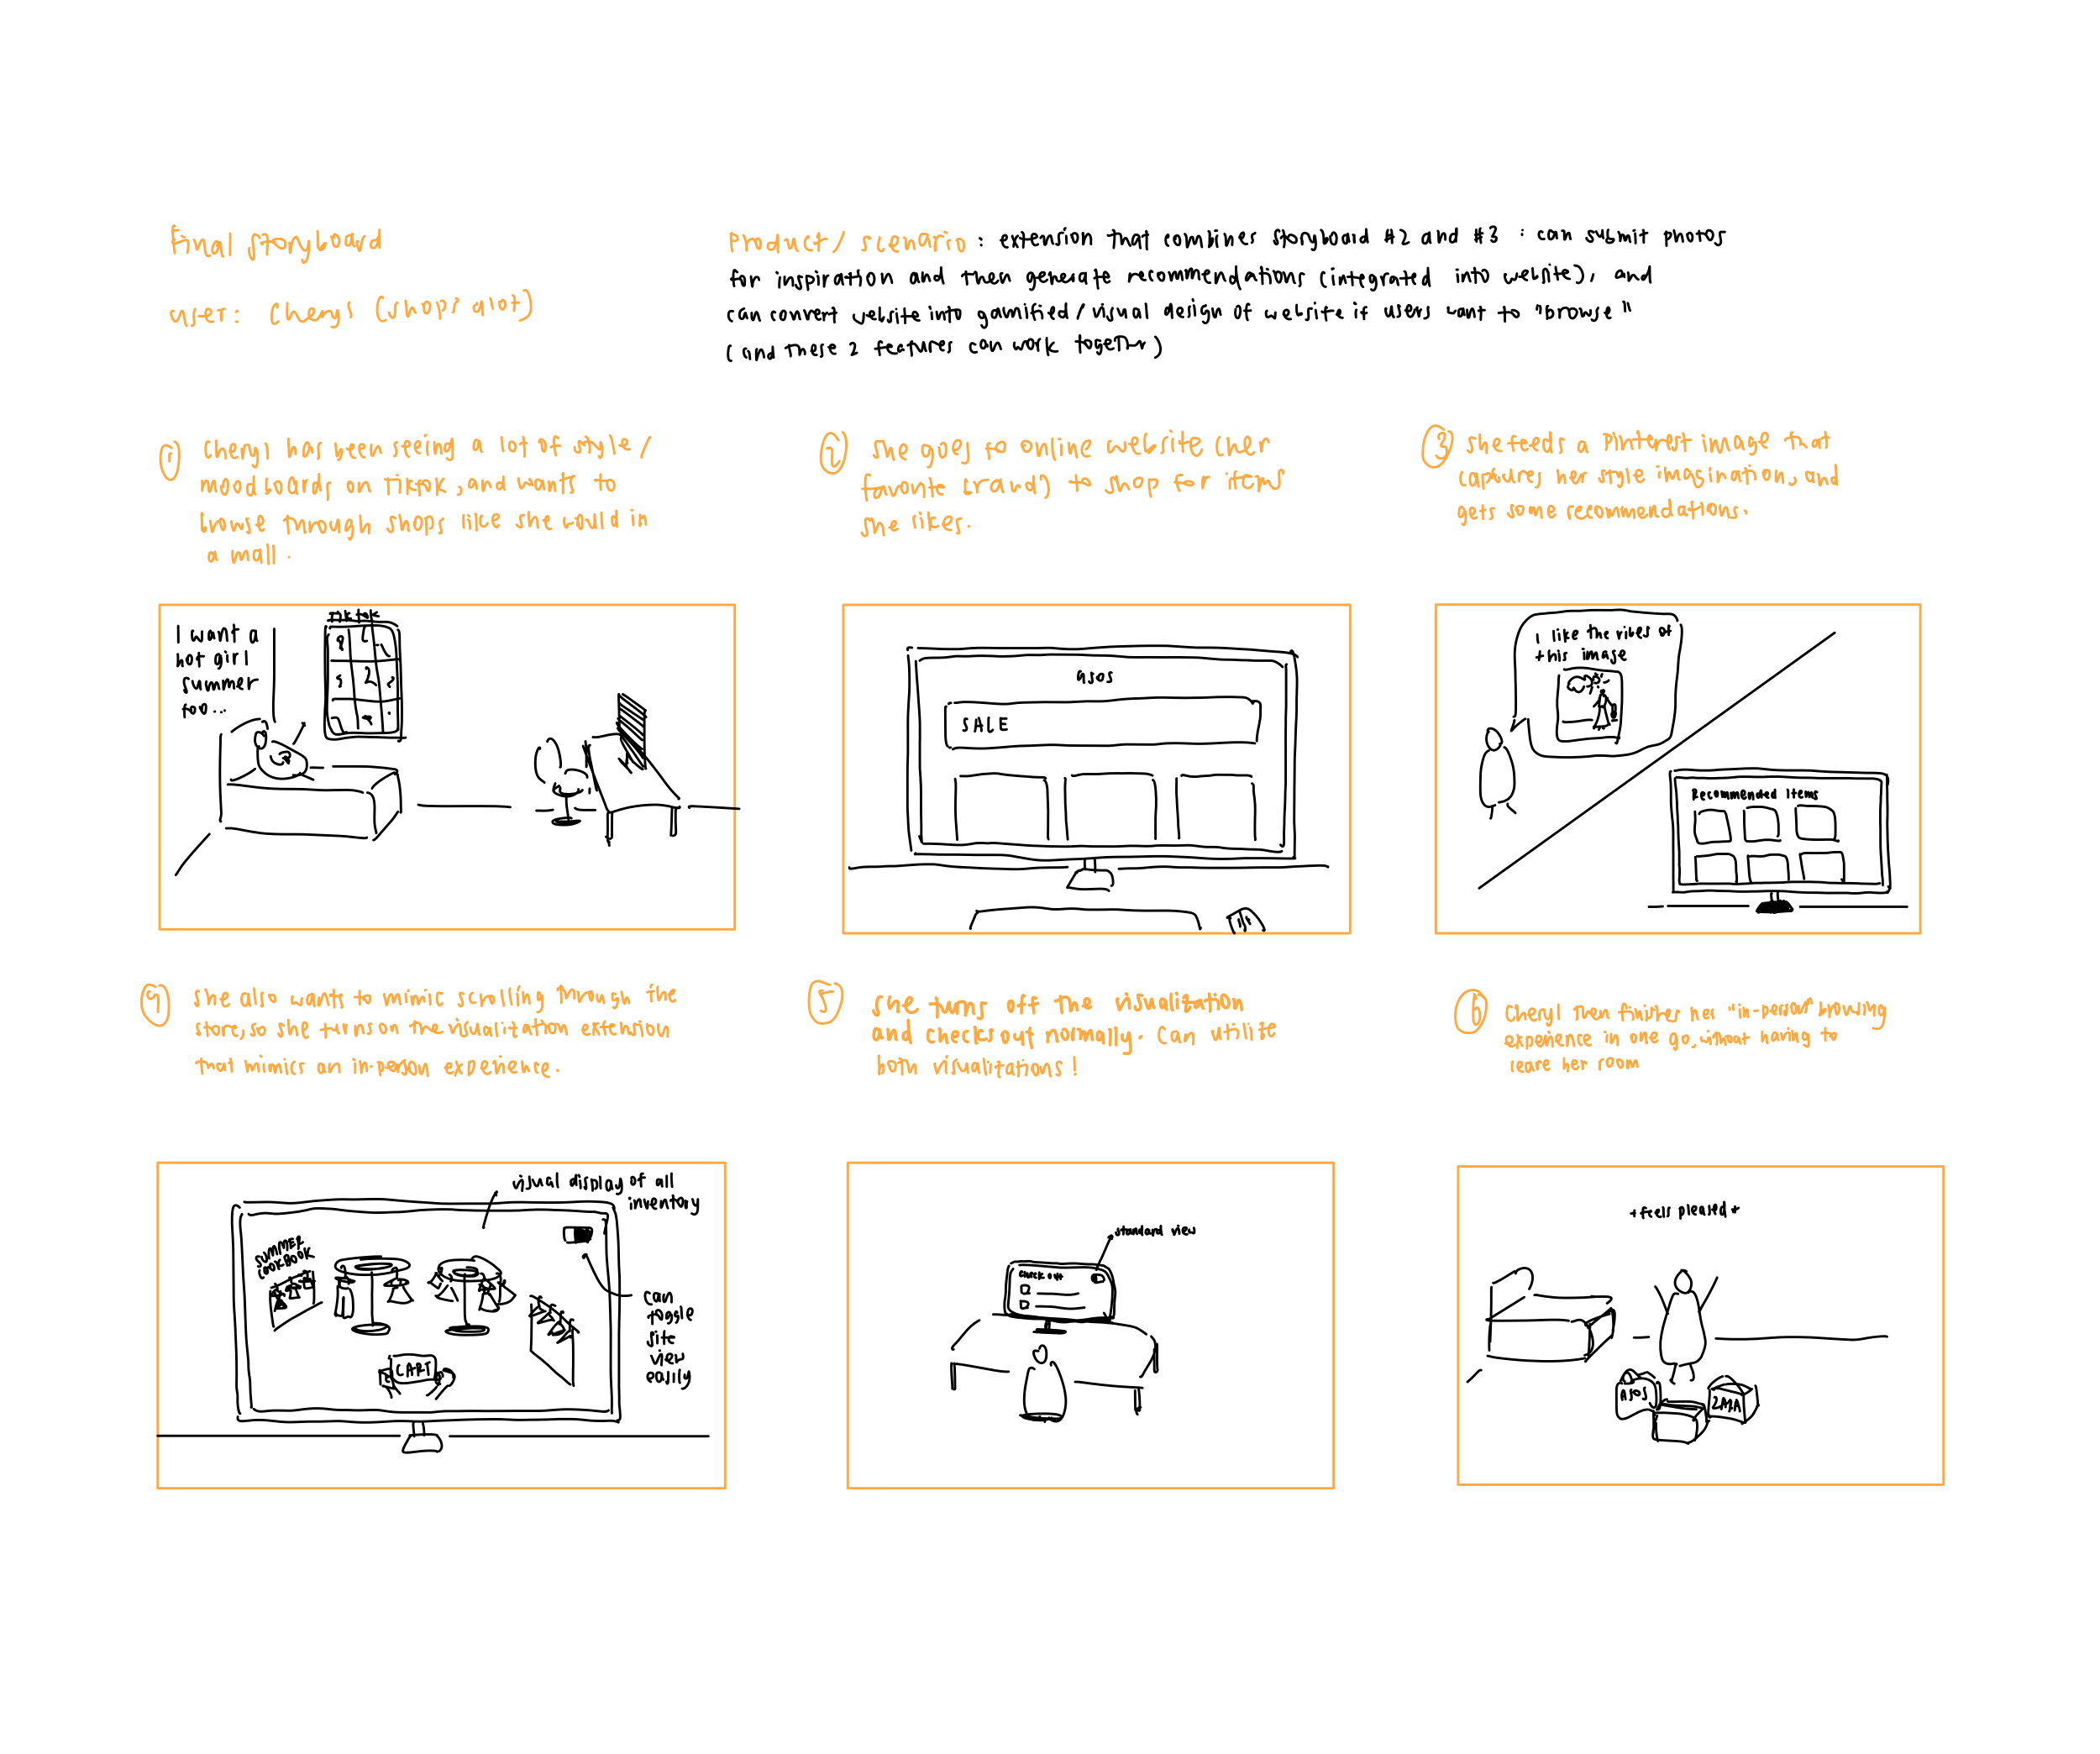 Final Storyboard
user: Cheryl (shops alot)
Product/ scenario: extension that combines storyboard #2 and #3 : can submit photos
for inspiration and then generate recommendations (integrated into website), and
can convert website into gamified/visual design of website if users want to "browse"
(and these 2 features can work together)
① Cheryl has been seeing a lot of style/
moodboards on TikTok, and wants to
browse through shops like she would in
a mall.
② She goes to online website (her
favorite brand) to shop for items
she likes.
③ She feeds a Pinterest image that
captures her style imagination, and
gets some recommendations.
I want a
hot girl
summer
too...
TikTok
asos
SALE
I like the vibes of
this image
Recommended Items
④ She also wants to mimic scrolling through the
store, so she turns on the visualization extension
that mimics an in-person experience.
⑤ She turns off the visualization
and checks out normally. Can utilize
both visualizations!
⑥ Cheryl then finishes her "in-person" browsing
experience in one go, without having to
leave her room
visual display of all
inventory
SUMMER
LOOKBOOK
CART
can
toggle
site
view
easily
standard view
Check out
*feels pleased*
ASOS
ZARA